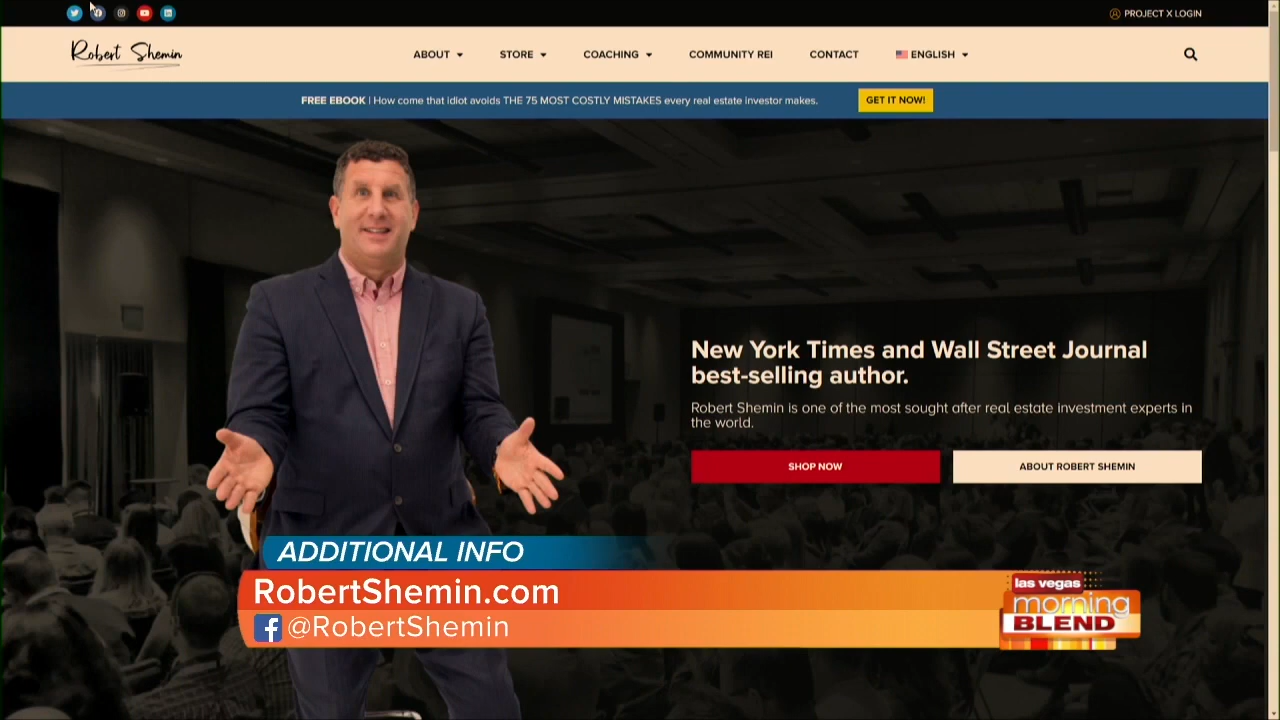 PROJECT X LOGIN
Robert Shemin
ABOUT
STORE
COACHING
COMMUNITY REI
CONTACT
ENGLISH
FREE EBOOK | How come that idiot avoids THE 75 MOST COSTLY MISTAKES every real estate investor makes.
GET IT NOW!
New York Times and Wall Street Journal
best-selling author.
Robert Shemin is one of the most sought after real estate investment experts in
the world.
SHOP NOW
ABOUT ROBERT SHEMIN
ADDITIONAL INFO
RobertShemin.com
@RobertShemin
las vegas
morning
BLEND